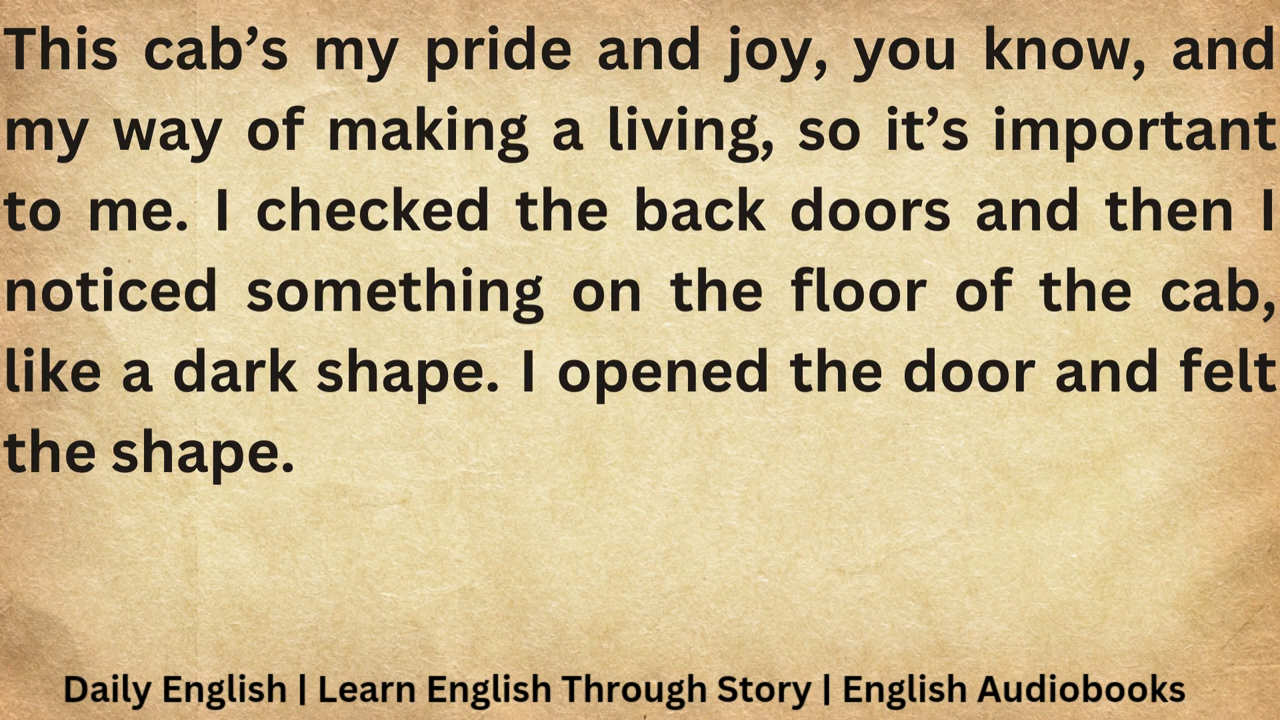 This cab’s my pride and joy, you know, and
my way of making a living, so it’s important
to me. I checked the back doors and then I
noticed something on the floor of the cab,
like a dark shape. I opened the door and felt
the shape.
Daily English | Learn English Through Story | English Audiobooks